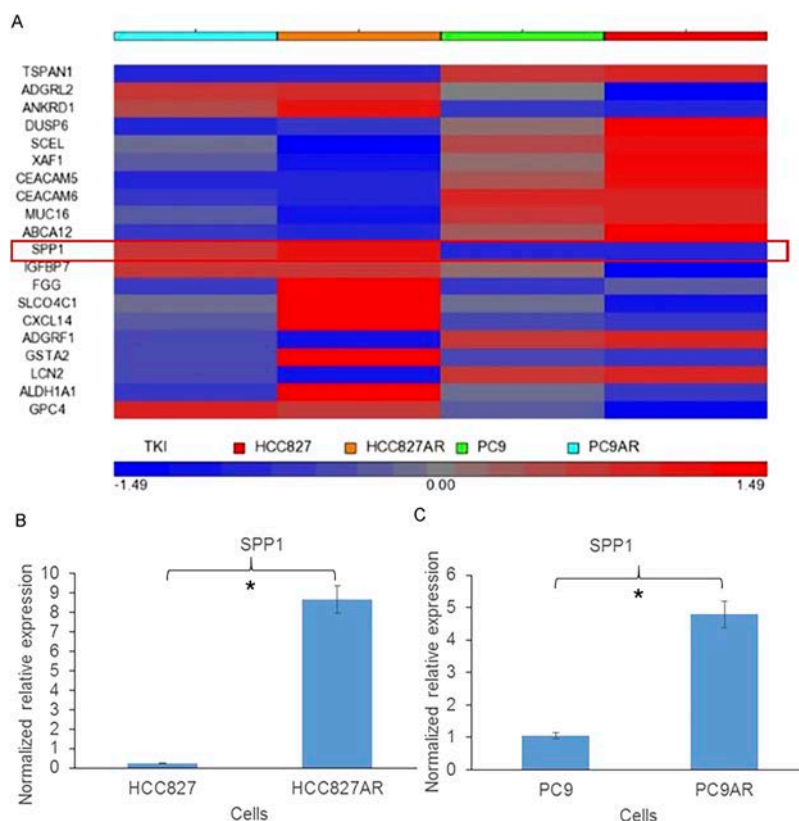 A
TSPAN1
ADGRL2
ANKRD1
DUSP6
SCEL
XAF1
CEACAM5
CEACAM6
MUC16
ABCA12
SPP1
IGFBP7
FGG
SLCO4C1
CXCL14
ADGRF1
GSTA2
LCN2
ALDH1A1
GPC4
TKI HCC827 HCC827AR PC9 PC9AR
-1.49 0.00 1.49
B
SPP1
*
Normalized relative expression
10
9
8
7
6
5
4
3
2
1
0
HCC827 HCC827AR
Cells
C
SPP1
*
Normalized relative expression
6
5
4
3
2
1
0
PC9 PC9AR
Cells